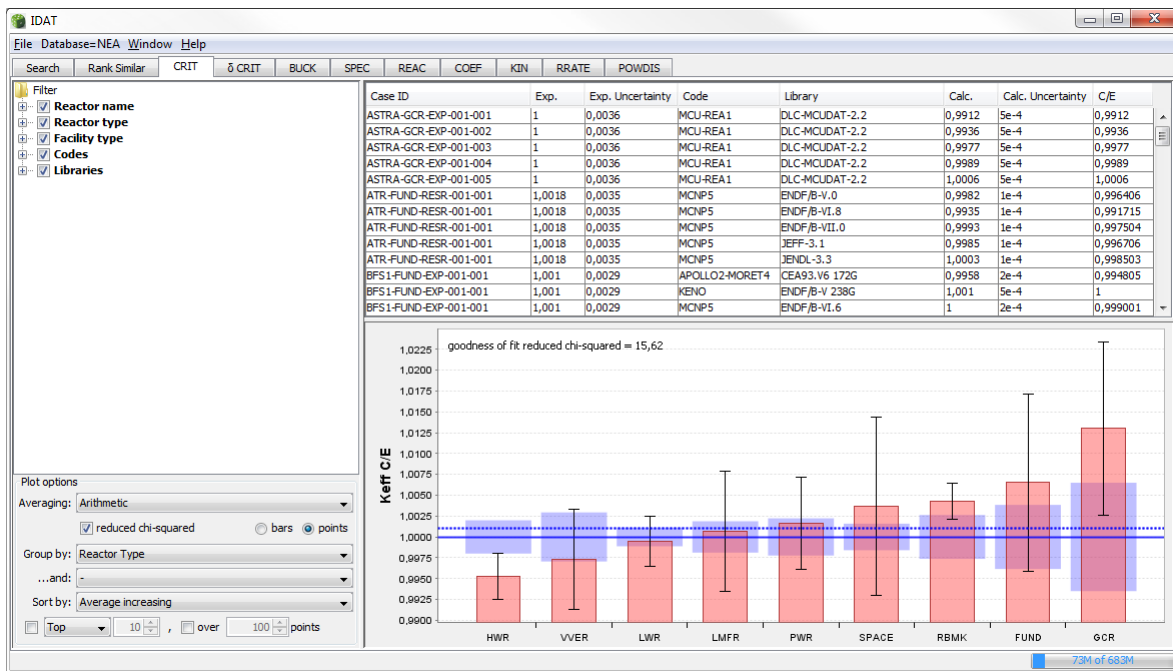 IDAT
File Database=NEA Window Help
Search Rank Similar CRIT δ CRIT BUCK SPEC REAC COEF KIN RRATE POWDIS
Filter
Reactor name
Reactor type
Facility type
Codes
Libraries
Case ID Exp. Exp. Uncertainty Code Library Calc. Calc. Uncertainty C/E
ASTRA-GCR-EXP-001-001 1 0,0036 MCU-REA1 DLC-MCUDAT-2.2 0,9912 5e-4 0,9912
ASTRA-GCR-EXP-001-002 1 0,0036 MCU-REA1 DLC-MCUDAT-2.2 0,9936 5e-4 0,9936
ASTRA-GCR-EXP-001-003 1 0,0036 MCU-REA1 DLC-MCUDAT-2.2 0,9977 5e-4 0,9977
ASTRA-GCR-EXP-001-004 1 0,0036 MCU-REA1 DLC-MCUDAT-2.2 0,9989 5e-4 0,9989
ASTRA-GCR-EXP-001-005 1 0,0036 MCU-REA1 DLC-MCUDAT-2.2 1,0006 5e-4 1,0006
ATR-FUND-RESR-001-001 1,0018 0,0035 MCNP5 ENDF/B-V.0 0,9982 1e-4 0,996406
ATR-FUND-RESR-001-001 1,0018 0,0035 MCNP5 ENDF/B-VI.8 0,9935 1e-4 0,991715
ATR-FUND-RESR-001-001 1,0018 0,0035 MCNP5 ENDF/B-VII.0 0,9993 1e-4 0,997504
ATR-FUND-RESR-001-001 1,0018 0,0035 MCNP5 JEFF-3.1 0,9985 1e-4 0,996706
ATR-FUND-RESR-001-001 1,0018 0,0035 MCNP5 JENDL-3.3 1,0003 1e-4 0,998503
BFS1-FUND-EXP-001-001 1,001 0,0029 APOLLO2-MORET4 CEA93.V6 172G 0,9958 2e-4 0,994805
BFS1-FUND-EXP-001-001 1,001 0,0029 KENO ENDF/B-V 238G 1,001 5e-4 1
BFS1-FUND-EXP-001-001 1,001 0,0029 MCNP5 ENDF/B-VI.6 1 2e-4 0,999001
goodness of fit reduced chi-squared = 15,62
Keff C/E
1,0225
1,0200
1,0175
1,0150
1,0125
1,0100
1,0075
1,0050
1,0025
1,0000
0,9975
0,9950
0,9925
0,9900
HWR VVER LWR LMFR PWR SPACE RBMK FUND GCR
Plot options
Averaging: Arithmetic
reduced chi-squared bars points
Group by: Reactor Type
...and: -
Sort by: Average increasing
Top 10 , over 100 points
73M of 683M